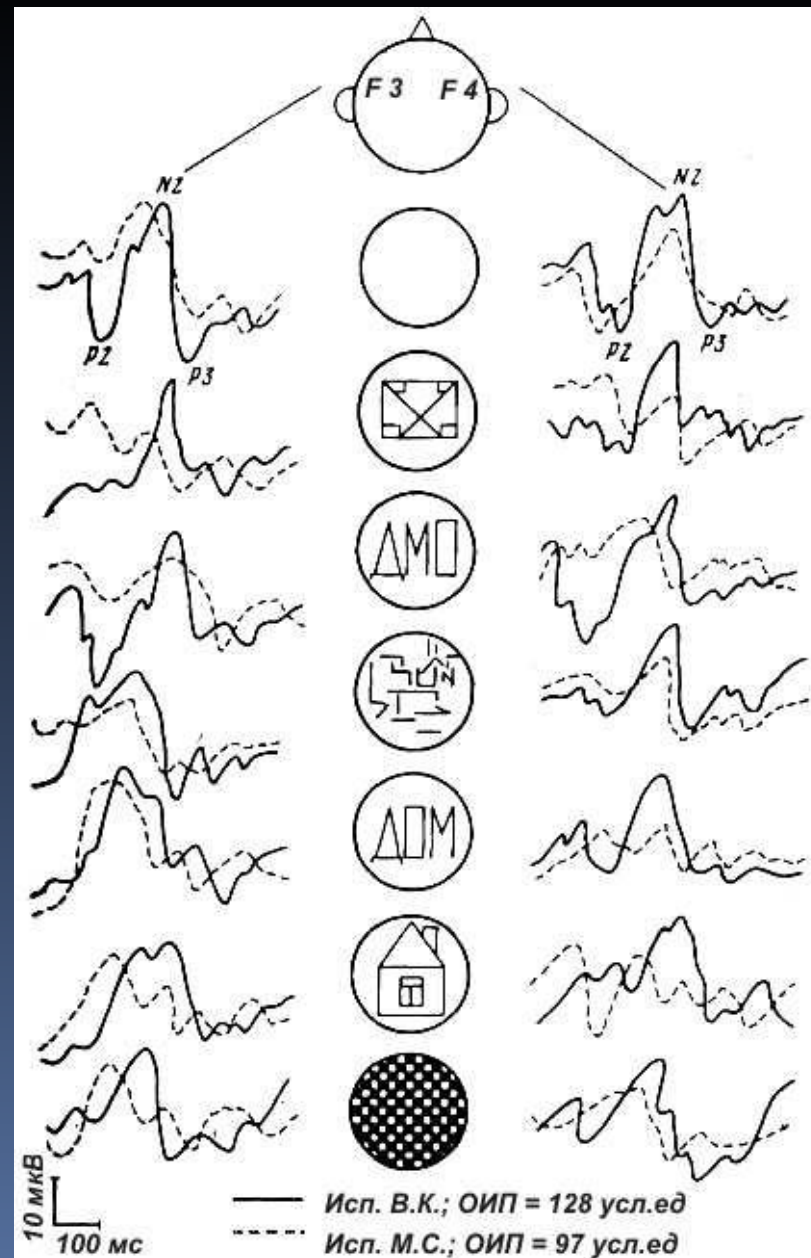 F 3 F 4
N2 N2
P2 P3 P2 P3
ДМО
ДОМ
10 мкВ
100 мс
Исп. В.К.; ОИП = 128 усл.ед
Исп. М.С.; ОИП = 97 усл.ед